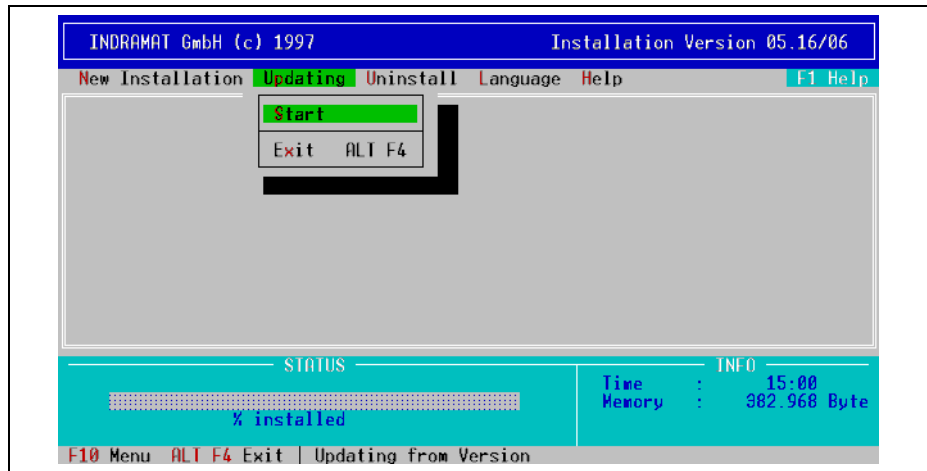 INDRAMAT GmbH (c) 1997 Installation Version 05.16/06
New Installation Updating Uninstall Language Help F1 Help
Start
Exit ALT F4
STATUS INFO
Time : 15:00
Memory : 382.968 Byte
% installed
F10 Menu ALT F4 Exit | Updating from Version